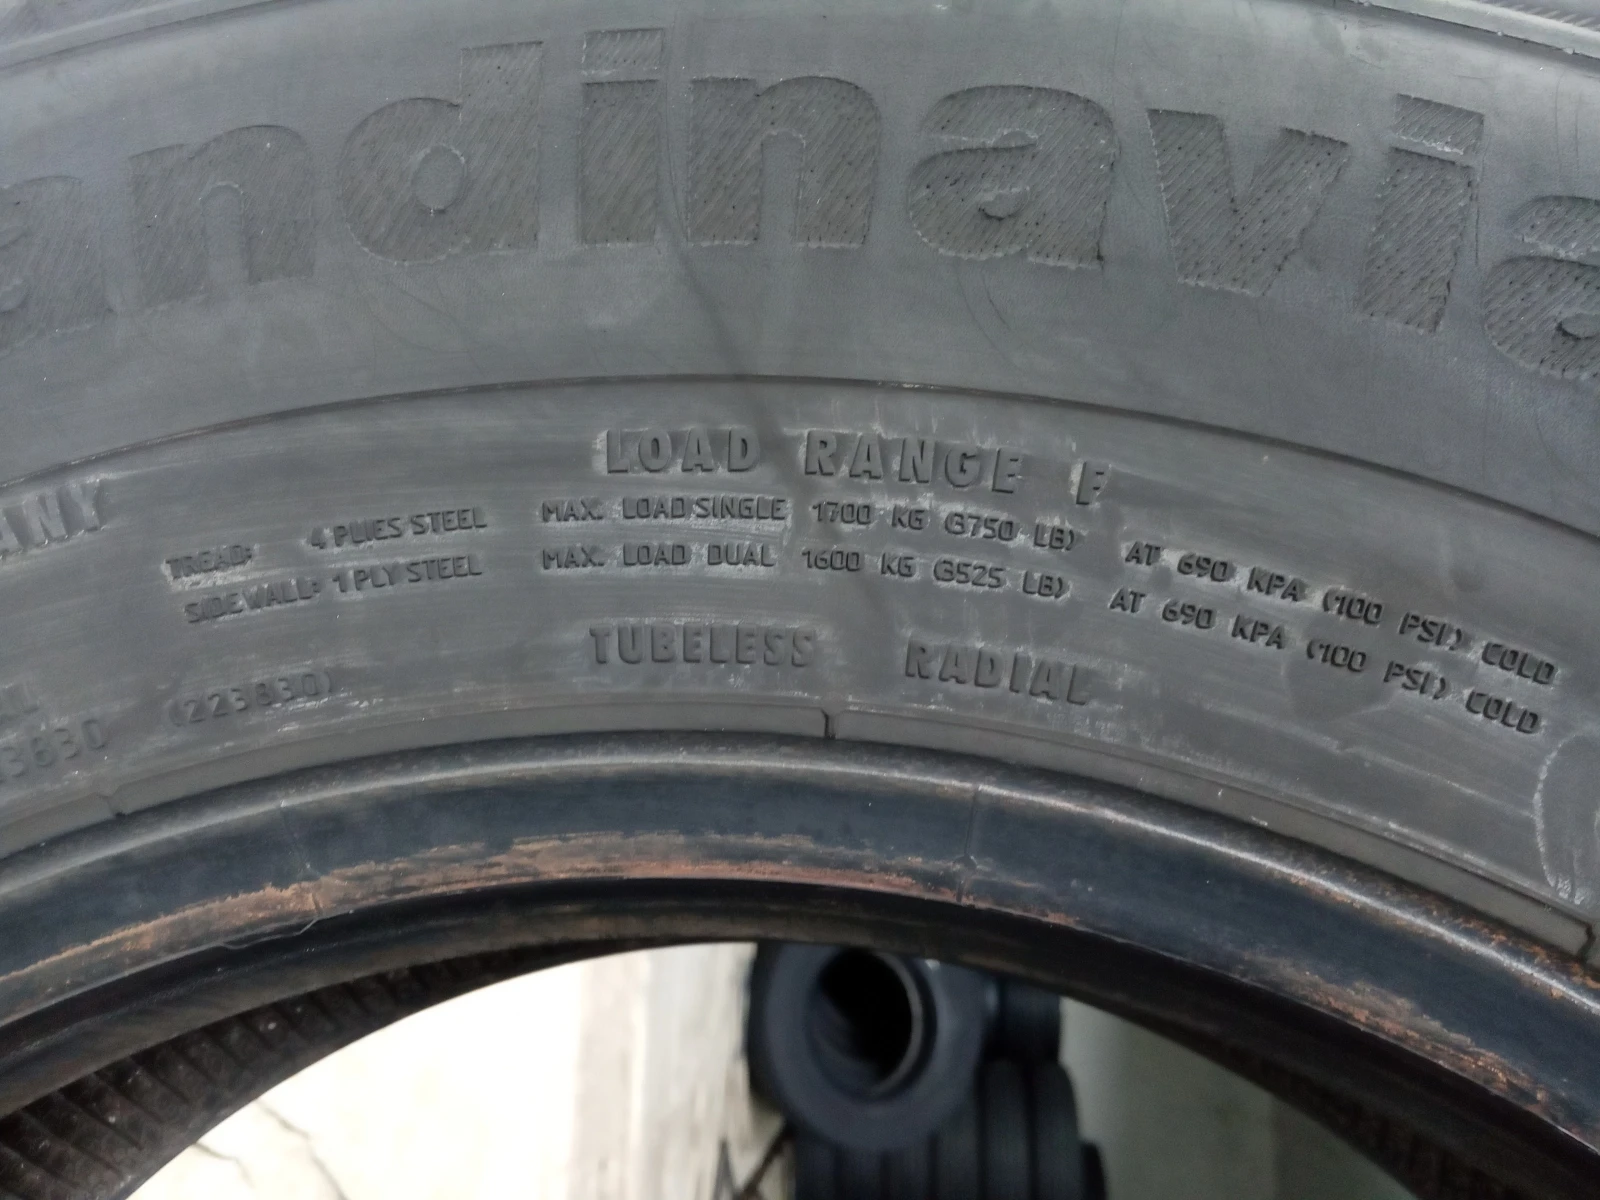 andinavia
LOAD RANGE F
ANY
TREAD: 4 PLIES STEEL
SIDEWALL: 1 PLY STEEL
MAX. LOAD SINGLE 1700 KG (3750 LB) AT 690 KPA (100 PSI) COLD
MAX. LOAD DUAL 1600 KG (3525 LB) AT 690 KPA (100 PSI) COLD
TUBELESS RADIAL
(223830)